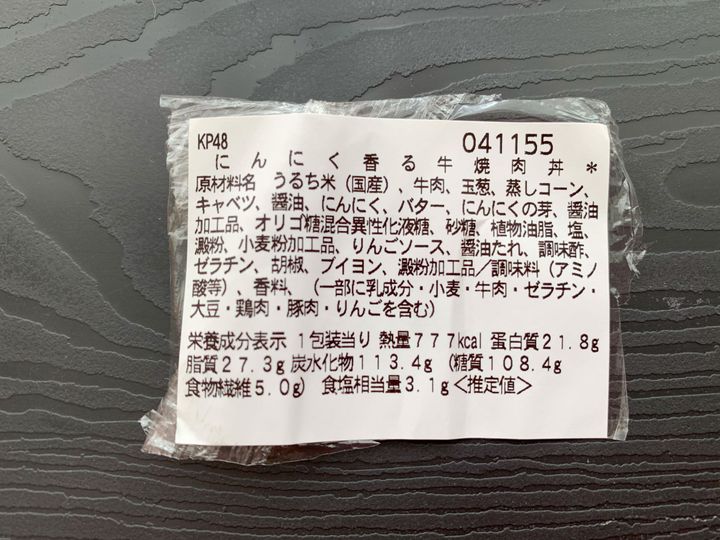 KP48 041155
にんにく香る牛焼肉丼*
原材料名 うるち米(国産)、牛肉、玉葱、蒸しコーン、
キャベツ、醤油、にんにく、バター、にんにくの芽、醤油
加工品、オリゴ糖混合異性化液糖、砂糖、植物油脂、塩、
澱粉、小麦粉加工品、りんごソース、醤油たれ、調味酢、
ゼラチン、胡椒、ブイヨン、澱粉加工品/調味料(アミノ
酸等)、香料、(一部に乳成分・小麦・牛肉・ゼラチン・
大豆・鶏肉・豚肉・りんごを含む)
栄養成分表示 1包装当り 熱量777kcal 蛋白質21.8g
脂質27.3g 炭水化物113.4g (糖質108.4g
食物繊維5.0g) 食塩相当量3.1g<推定値>